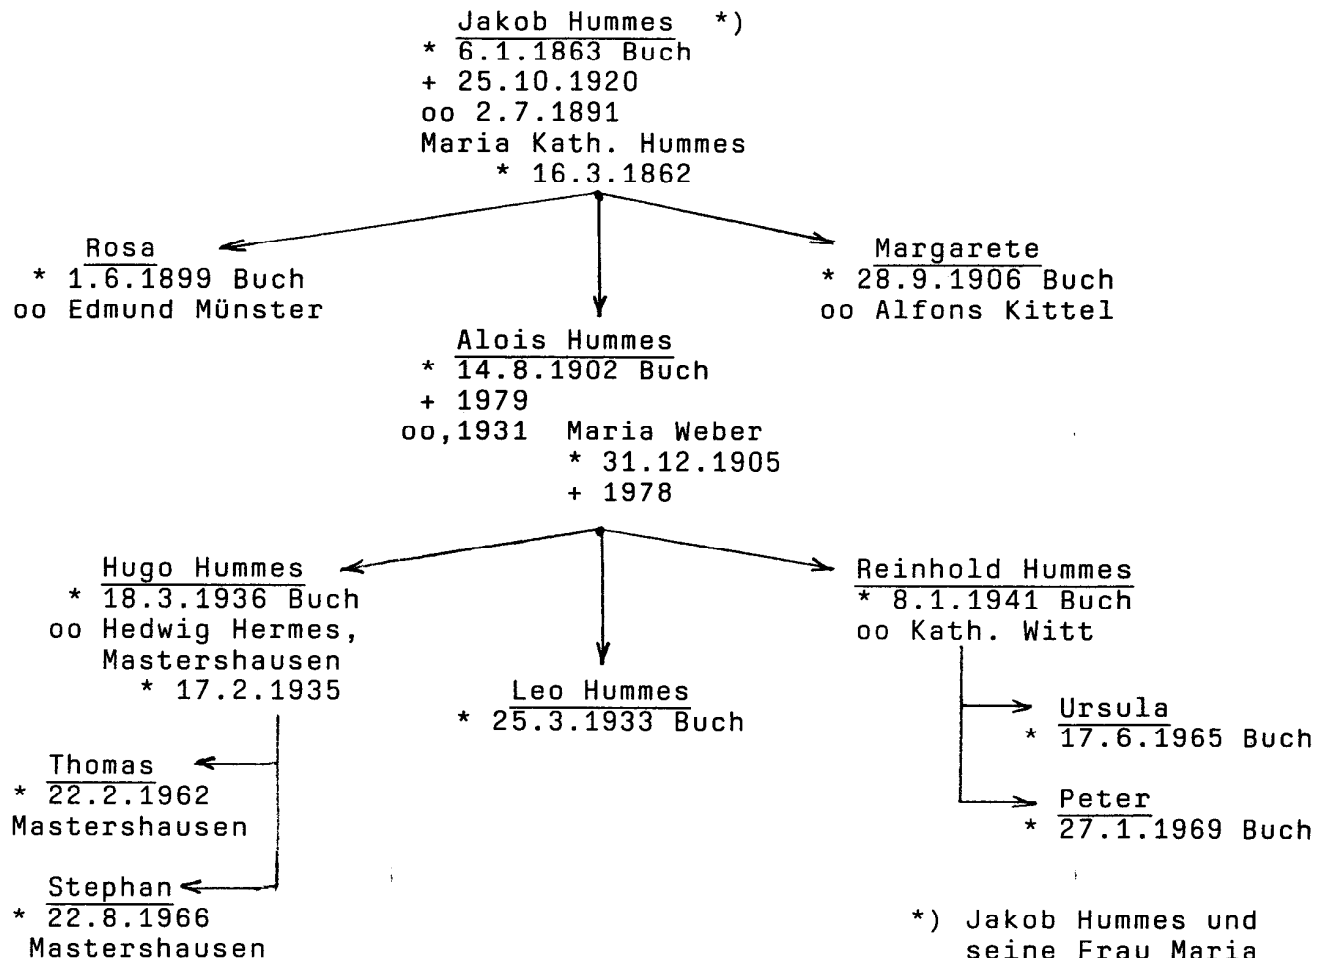 Jakob Hummes *)
* 6.1.1863 Buch
+ 25.10.1920
oo 2.7.1891
Maria Kath. Hummes
* 16.3.1862
Rosa
* 1.6.1899 Buch
oo Edmund Münster
Margarete
* 28.9.1906 Buch
oo Alfons Kittel
Alois Hummes
* 14.8.1902 Buch
+ 1979
oo,1931 Maria Weber
* 31.12.1905
+ 1978
Hugo Hummes
* 18.3.1936 Buch
oo Hedwig Hermes,
Mastershausen
* 17.2.1935
Leo Hummes
* 25.3.1933 Buch
Reinhold Hummes
* 8.1.1941 Buch
oo Kath. Witt
Thomas
* 22.2.1962
Mastershausen
Stephan
* 22.8.1966
Mastershausen
Ursula
* 17.6.1965 Buch
Peter
* 27.1.1969 Buch
*) Jakob Hummes und
seine Frau Maria